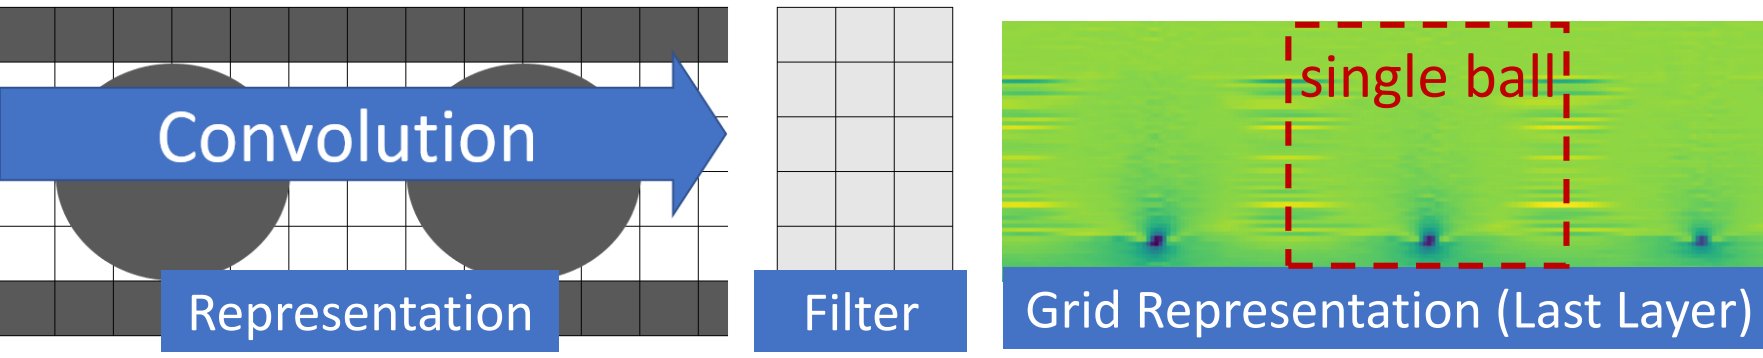 Convolution
Representation
Filter
single ball
Grid Representation (Last Layer)